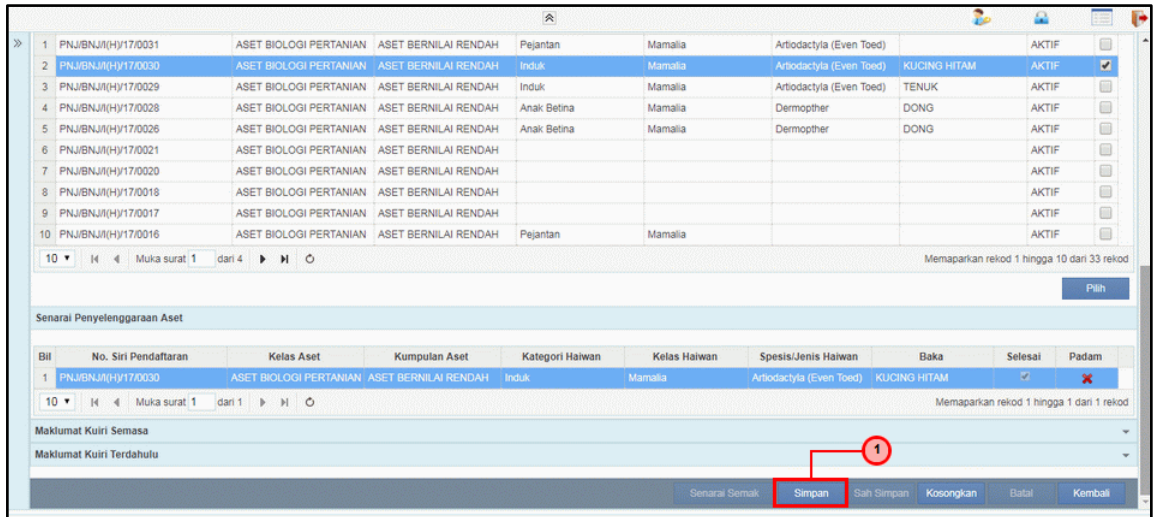 1 PNJ/BNJ/I(H)/17/0031 ASET BIOLOGI PERTANIAN ASET BERNILAI RENDAH Pejantan Mamalia Artiodactyla (Even Toed) AKTIF
2 PNJ/BNJ/I(H)/17/0030 ASET BIOLOGI PERTANIAN ASET BERNILAI RENDAH Induk Mamalia Artiodactyla (Even Toed) KUCING HITAM AKTIF
3 PNJ/BNJ/I(H)/17/0029 ASET BIOLOGI PERTANIAN ASET BERNILAI RENDAH Induk Mamalia Artiodactyla (Even Toed) TENUK AKTIF
4 PNJ/BNJ/I(H)/17/0028 ASET BIOLOGI PERTANIAN ASET BERNILAI RENDAH Anak Betina Mamalia Dermopther DONG AKTIF
5 PNJ/BNJ/I(H)/17/0026 ASET BIOLOGI PERTANIAN ASET BERNILAI RENDAH Anak Betina Mamalia Dermopther DONG AKTIF
6 PNJ/BNJ/I(H)/17/0021 ASET BIOLOGI PERTANIAN ASET BERNILAI RENDAH AKTIF
7 PNJ/BNJ/I(H)/17/0020 ASET BIOLOGI PERTANIAN ASET BERNILAI RENDAH AKTIF
8 PNJ/BNJ/I(H)/17/0018 ASET BIOLOGI PERTANIAN ASET BERNILAI RENDAH AKTIF
9 PNJ/BNJ/I(H)/17/0017 ASET BIOLOGI PERTANIAN ASET BERNILAI RENDAH AKTIF
10 PNJ/BNJ/I(H)/17/0016 ASET BIOLOGI PERTANIAN ASET BERNILAI RENDAH Pejantan Mamalia AKTIF
10 Muka surat 1 dari 4 Memaparkan rekod 1 hingga 10 dari 33 rekod
Pilih
Senarai Penyelenggaraan Aset
Bil No. Siri Pendaftaran Kelas Aset Kumpulan Aset Kategori Haiwan Kelas Haiwan Spesis/Jenis Haiwan Baka Selesai Padam
1 PNJ/BNJ/I(H)/17/0030 ASET BIOLOGI PERTANIAN ASET BERNILAI RENDAH Induk Mamalia Artiodactyla (Even Toed) KUCING HITAM
10 Muka surat 1 dari 1 Memaparkan rekod 1 hingga 1 dari 1 rekod
Maklumat Kuiri Semasa
Maklumat Kuiri Terdahulu
1
Senarai Semak Simpan Sah Simpan Kosongkan Batal Kembali